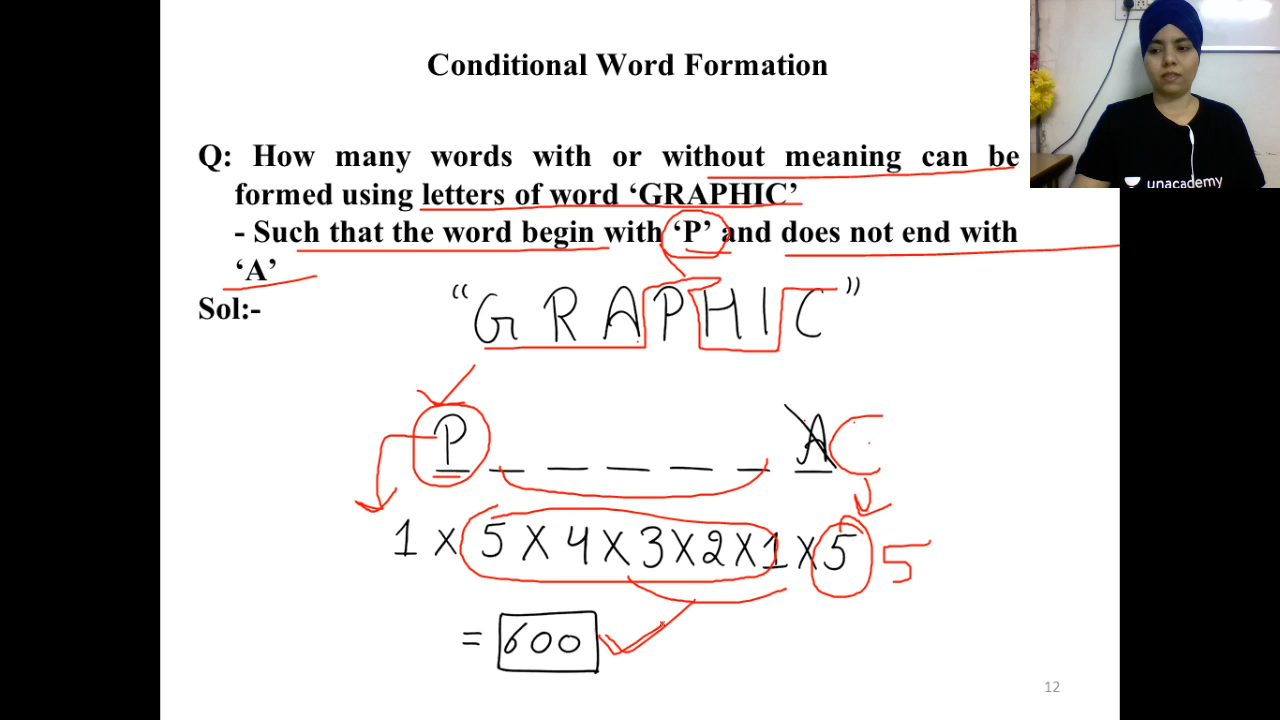 Conditional Word Formation
unacademy
Q: How many words with or without meaning can be
formed using letters of word ‘GRAPHIC’
- Such that the word begin with ‘P’ and does not end with
‘A’
Sol:-
“GRAPHIC”
P _ _ _ _ _ A C
1 X 5 X 4 X 3 X 2 X 1 X 5 5
= 600
12